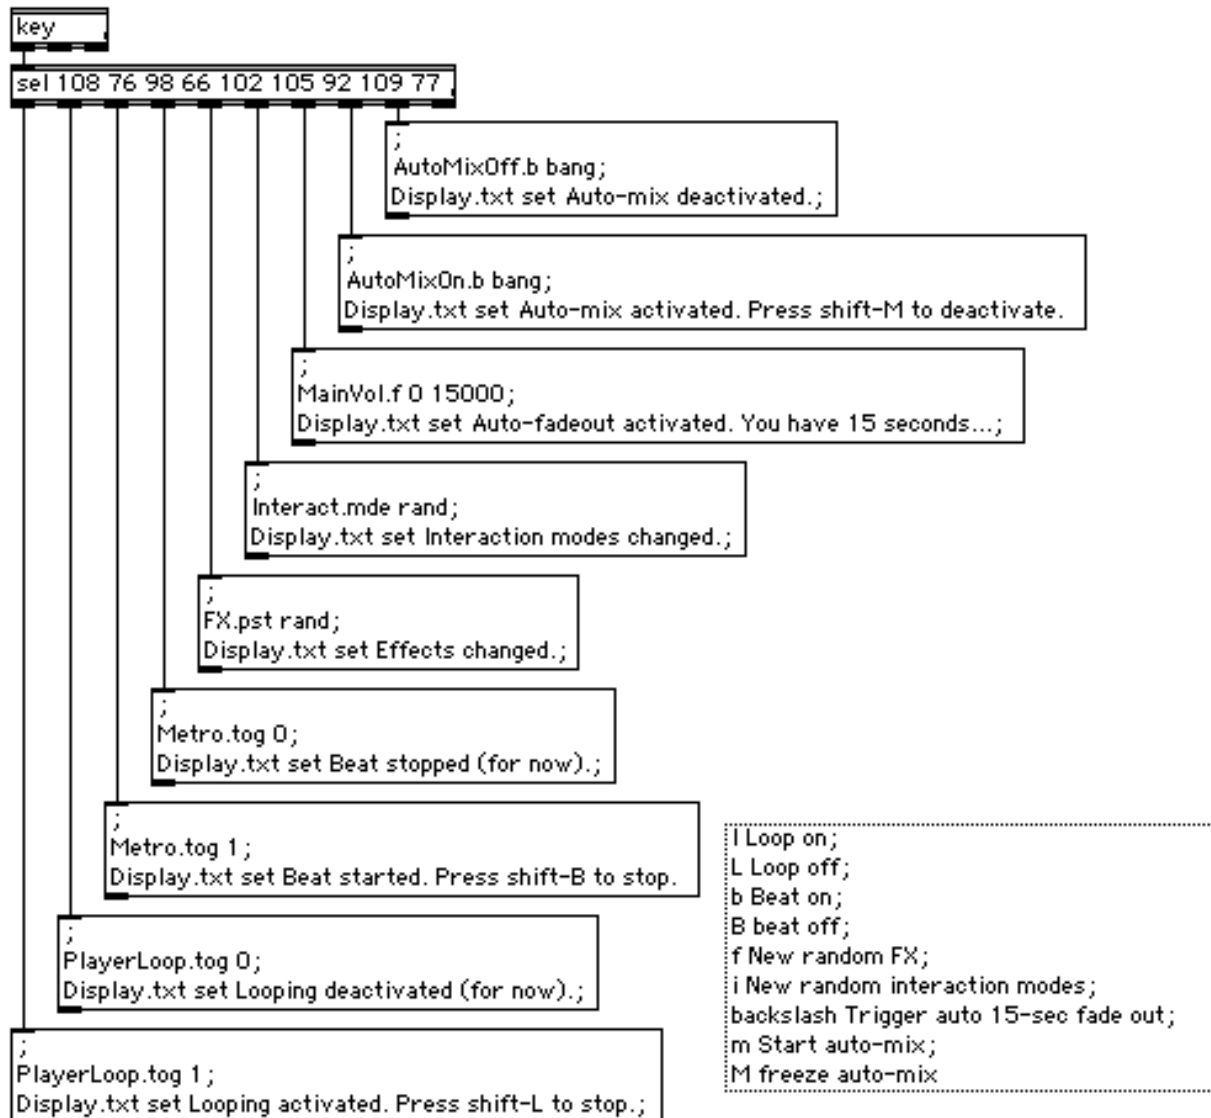 key
sel 108 76 98 66 102 105 92 109 77
;
AutoMixOff.b bang;
Display.txt set Auto-mix deactivated.;
;
AutoMixOn.b bang;
Display.txt set Auto-mix activated. Press shift-M to deactivate.
;
MainVol.f 0 15000;
Display.txt set Auto-fadeout activated. You have 15 seconds...;
;
Interact.mde rand;
Display.txt set Interaction modes changed.;
;
FX.pst rand;
Display.txt set Effects changed.;
;
Metro.tog 0;
Display.txt set Beat stopped (for now).;
;
Metro.tog 1;
Display.txt set Beat started. Press shift-B to stop.
;
PlayerLoop.tog 0;
Display.txt set Looping deactivated (for now).;
;
PlayerLoop.tog 1;
Display.txt set Looping activated. Press shift-L to stop.;
l Loop on;
L Loop off;
b Beat on;
B beat off;
f New random FX;
i New random interaction modes;
backslash Trigger auto 15-sec fade out;
m Start auto-mix;
M freeze auto-mix